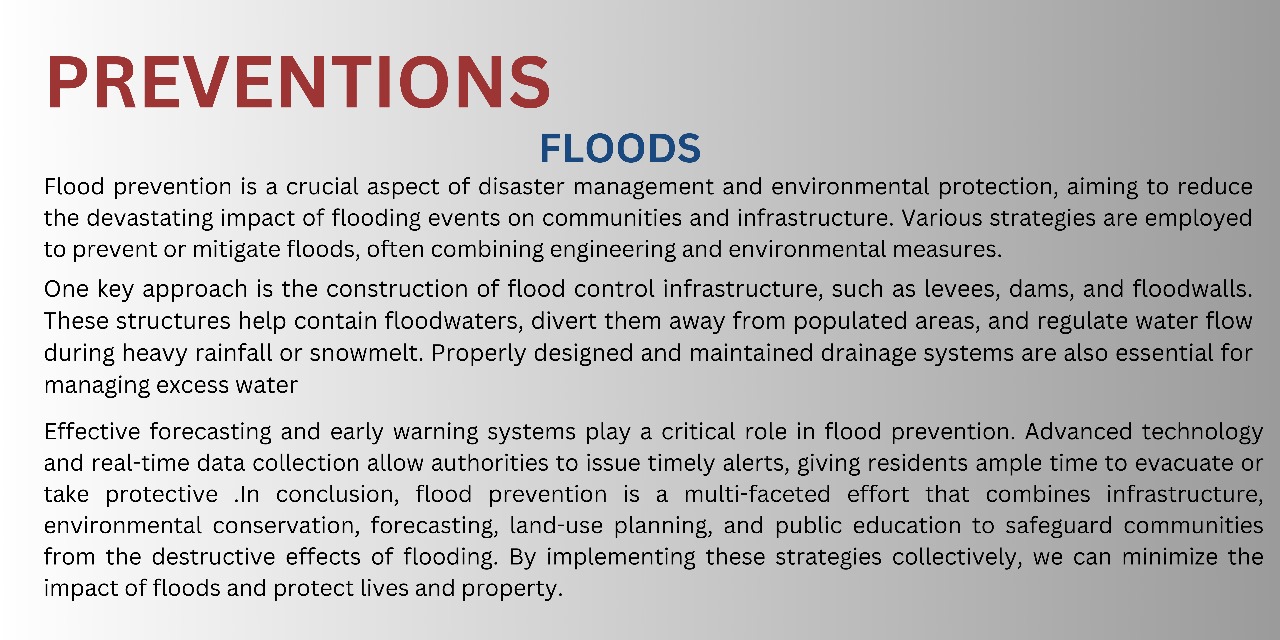 PREVENTIONS
FLOODS
Flood prevention is a crucial aspect of disaster management and environmental protection, aiming to reduce
the devastating impact of flooding events on communities and infrastructure. Various strategies are employed
to prevent or mitigate floods, often combining engineering and environmental measures.
One key approach is the construction of flood control infrastructure, such as levees, dams, and floodwalls.
These structures help contain floodwaters, divert them away from populated areas, and regulate water flow
during heavy rainfall or snowmelt. Properly designed and maintained drainage systems are also essential for
managing excess water
Effective forecasting and early warning systems play a critical role in flood prevention. Advanced technology
and real-time data collection allow authorities to issue timely alerts, giving residents ample time to evacuate or
take protective .In conclusion, flood prevention is a multi-faceted effort that combines infrastructure,
environmental conservation, forecasting, land-use planning, and public education to safeguard communities
from the destructive effects of flooding. By implementing these strategies collectively, we can minimize the
impact of floods and protect lives and property.